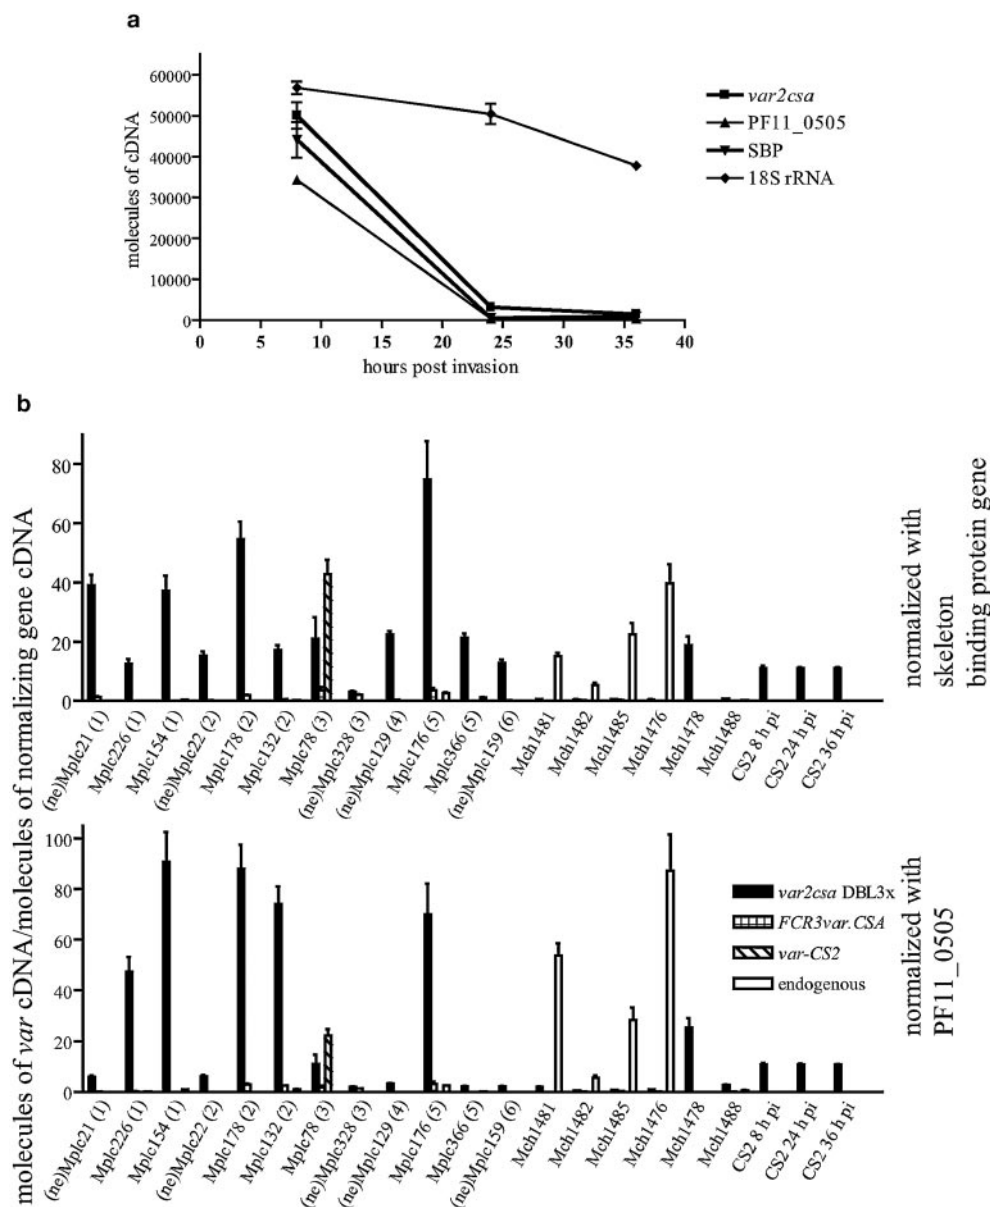 a
60000
50000
40000
30000
20000
10000
0
molecules of cDNA
0 5 10 15 20 25 30 35 40
hours post invasion
var2csa
PF11_0505
SBP
18S rRNA
b
molecules of var cDNA/molecules of normalizing gene cDNA
80
60
40
20
0
(ne)Mplc21 (1)
Mplc226 (1)
Mplc154 (1)
(ne)Mplc22 (2)
Mplc178 (2)
Mplc132 (2)
Mplc78 (3)
(ne)Mplc328 (3)
(ne)Mplc129 (4)
Mplc176 (5)
Mplc366 (5)
(ne)Mplc159 (6)
Mch1481
Mch1482
Mch1485
Mch1476
Mch1478
Mch1488
CS2 8 h pi
CS2 24 h pi
CS2 36 h pi
normalized with
skeleton
binding protein gene
100
80
60
40
20
0
(ne)Mplc21 (1)
Mplc226 (1)
Mplc154 (1)
(ne)Mplc22 (2)
Mplc178 (2)
Mplc132 (2)
Mplc78 (3)
(ne)Mplc328 (3)
(ne)Mplc129 (4)
Mplc176 (5)
Mplc366 (5)
(ne)Mplc159 (6)
Mch1481
Mch1482
Mch1485
Mch1476
Mch1478
Mch1488
CS2 8 h pi
CS2 24 h pi
CS2 36 h pi
var2csa DBL3x
FCR3var.CSA
var-CS2
endogenous
normalized with
PF11_0505